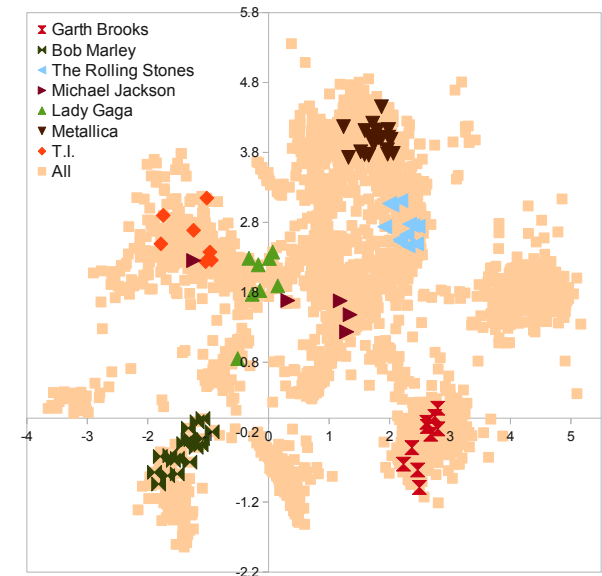 5.8
Garth Brooks
Bob Marley
The Rolling Stones
Michael Jackson
Lady Gaga
Metallica
T.I.
All
4.8
3.8
2.8
1.8
0.8
-4 -3 -2 -1 0 1 2 3 4 5
-0.2
-1.2
-2.2